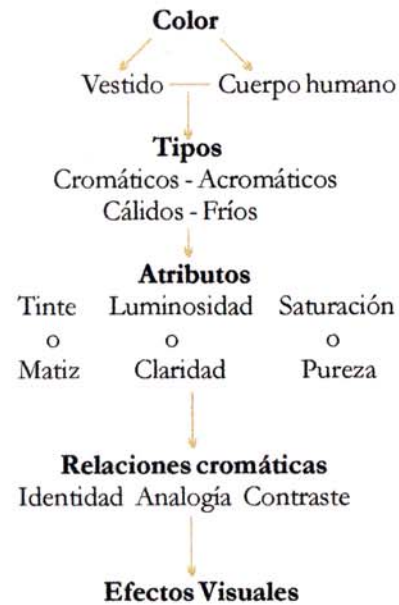 Color
Vestido Cuerpo humano
Tipos
Cromáticos - Acromáticos
Cálidos - Fríos
Atributos
Tinte Luminosidad Saturación
o o o
Matiz Claridad Pureza
Relaciones cromáticas
Identidad Analogía Contraste
Efectos Visuales